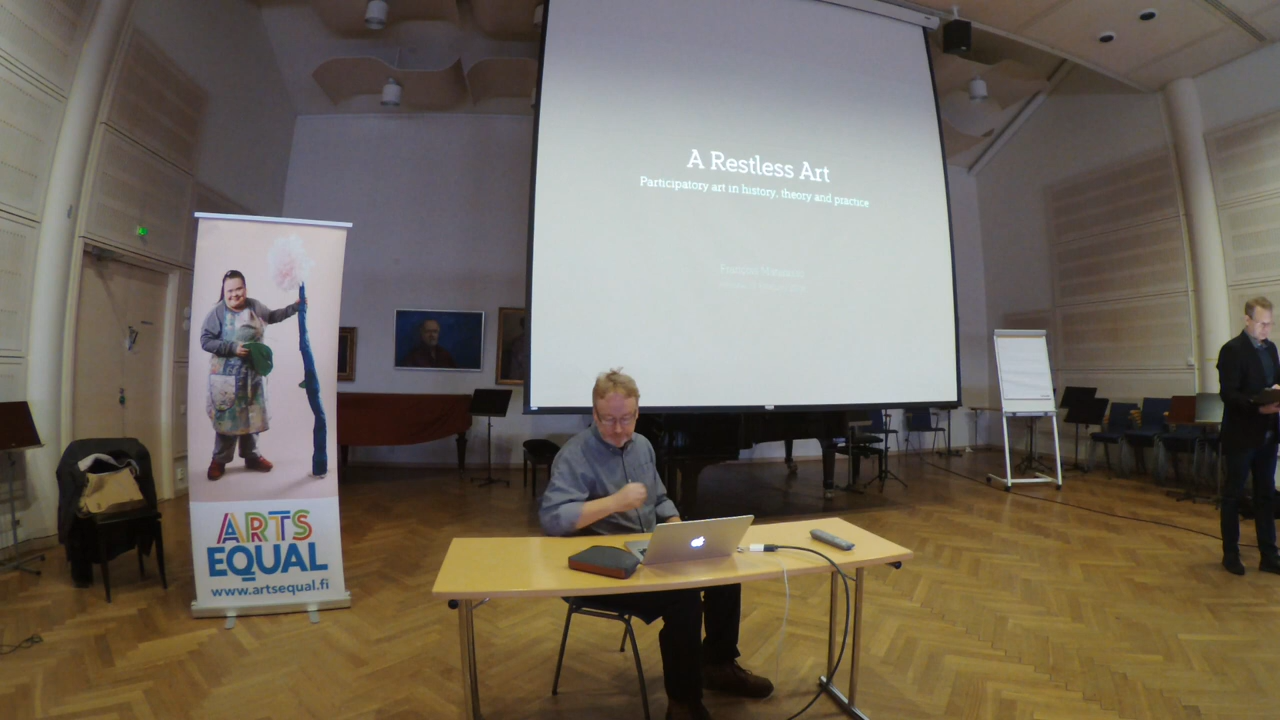 A Restless Art
Participatory art in history, theory and practice
ARTS
EQUAL
www.artsequal.fi